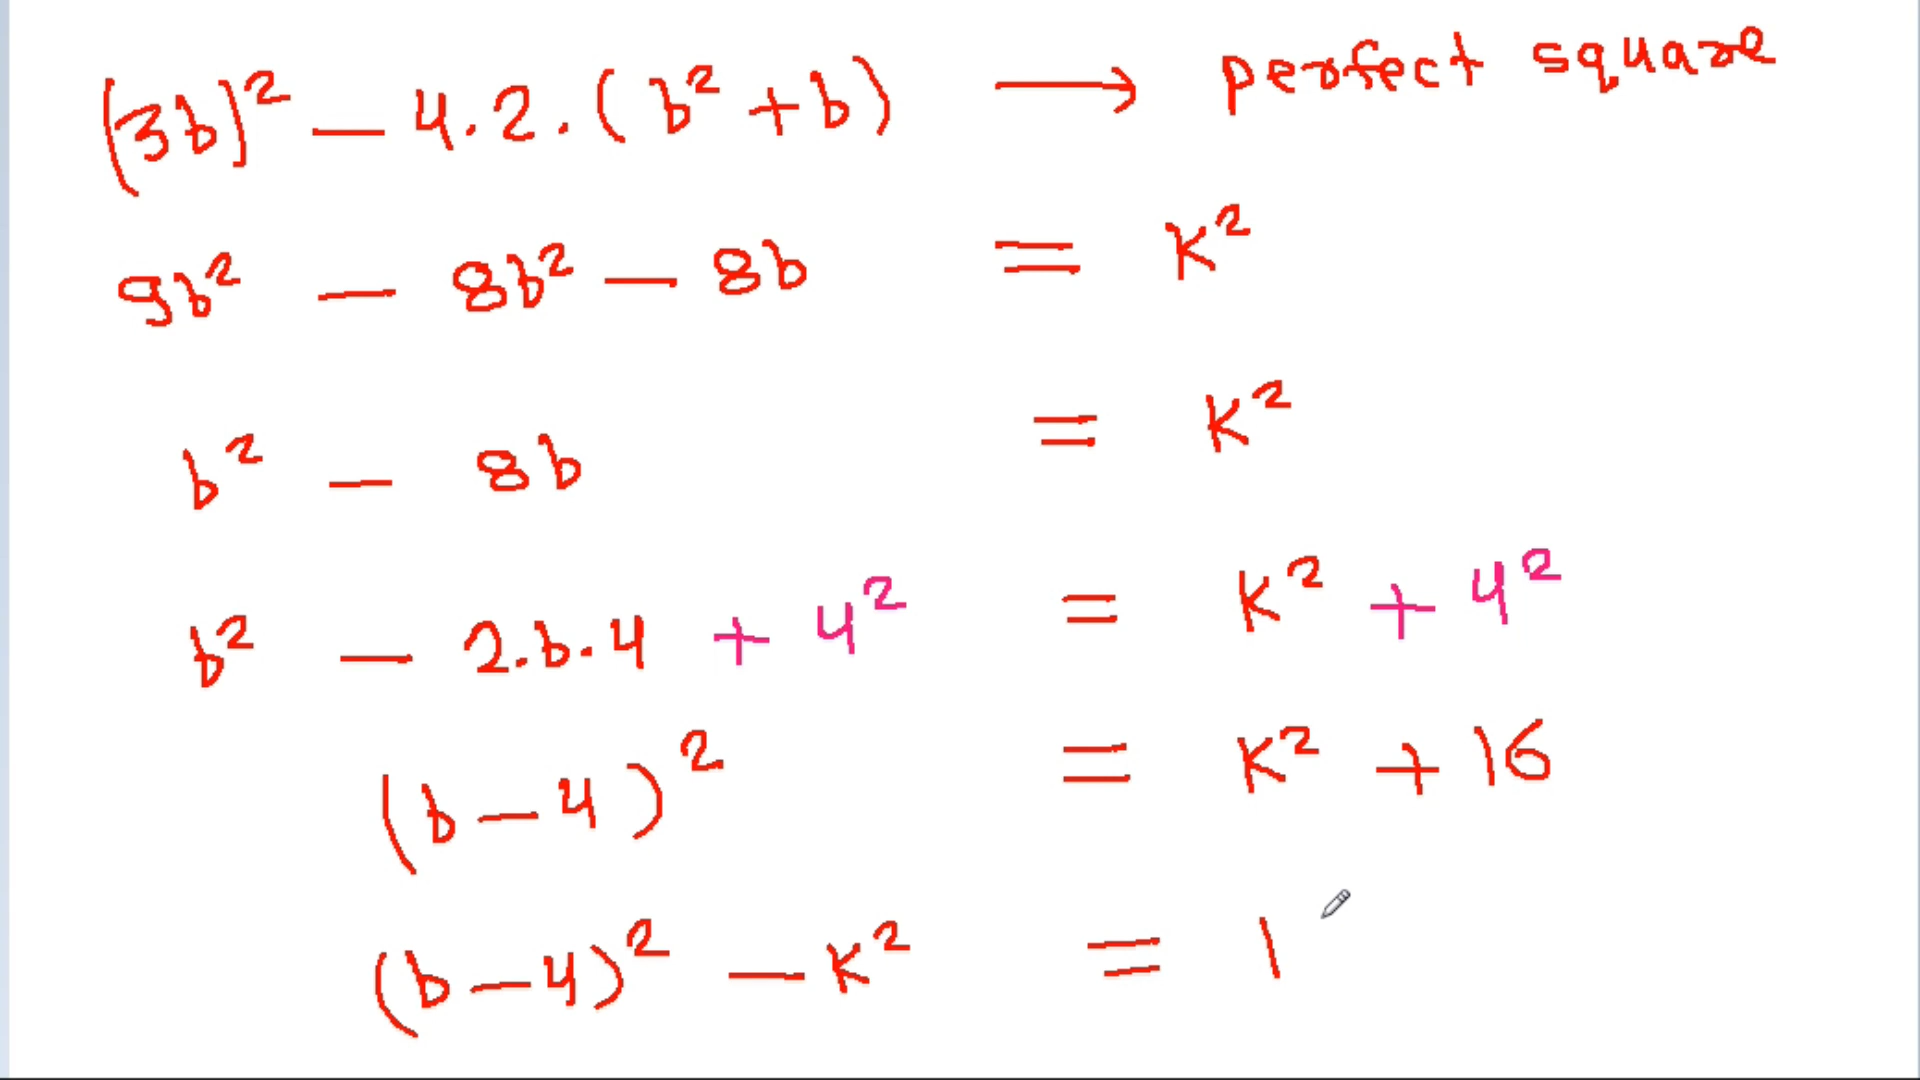 (3b)² — 4.2.(b² + b) ⟶ perfect square
9b² — 8b² — 8b = k²
b² — 8b = k²
b² — 2.b.4 + 4² = k² + 4²
(b — 4)² = k² + 16
(b — 4)² — k² = 1